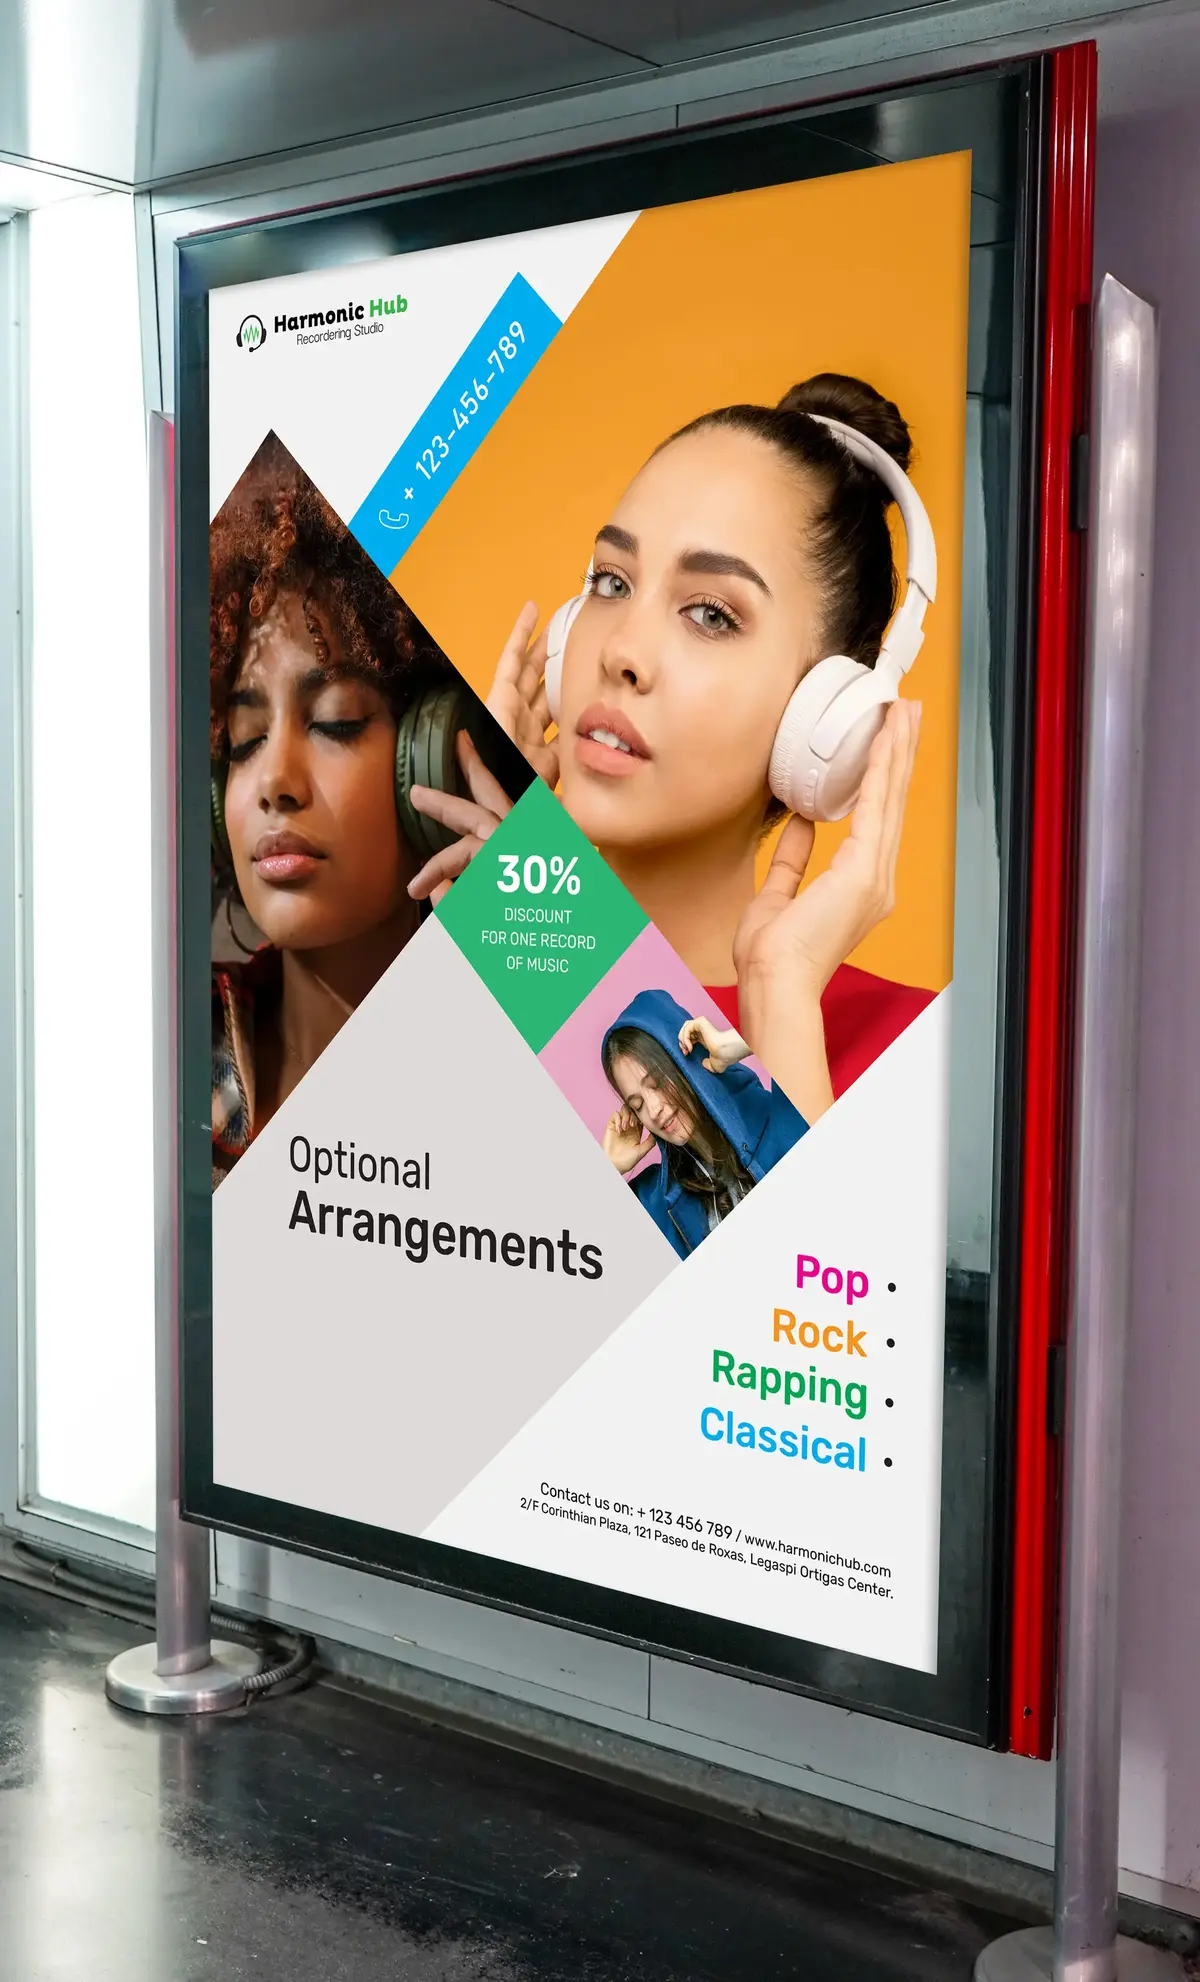 Harmonic Hub
Recordering Studio
+ 123-456-789
30%
DISCOUNT
FOR ONE RECORD
OF MUSIC
Optional
Arrangements
Pop •
Rock •
Rapping •
Classical •
Contact us on: + 123 456 789 / www.harmonichub.com
2/F Corinthian Plaza, 121 Paseo de Roxas, Legaspi Ortigas Center.